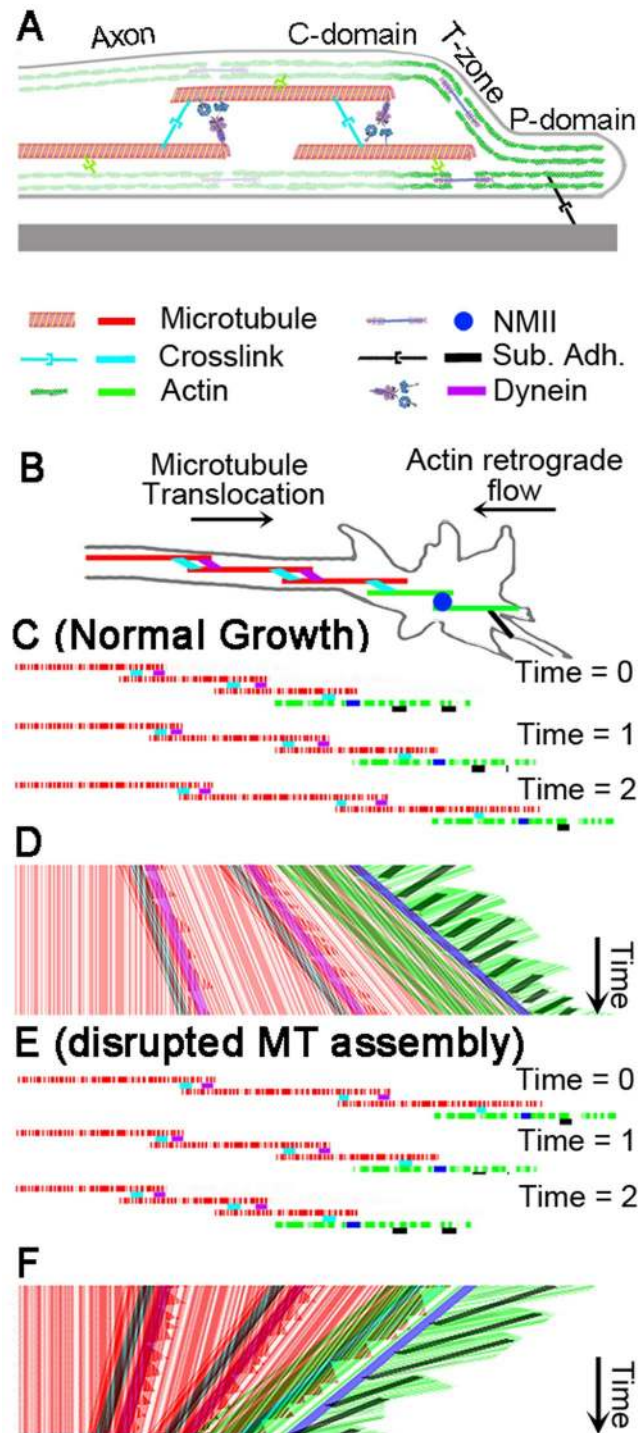 A
Axon
C-domain
T-zone
P-domain
Microtubule
NMII
Crosslink
Sub. Adh.
Actin
Dynein
B
Microtubule
Translocation
Actin retrograde
flow
C (Normal Growth)
Time = 0
Time = 1
Time = 2
D
Time
E (disrupted MT assembly)
Time = 0
Time = 1
Time = 2
F
Time